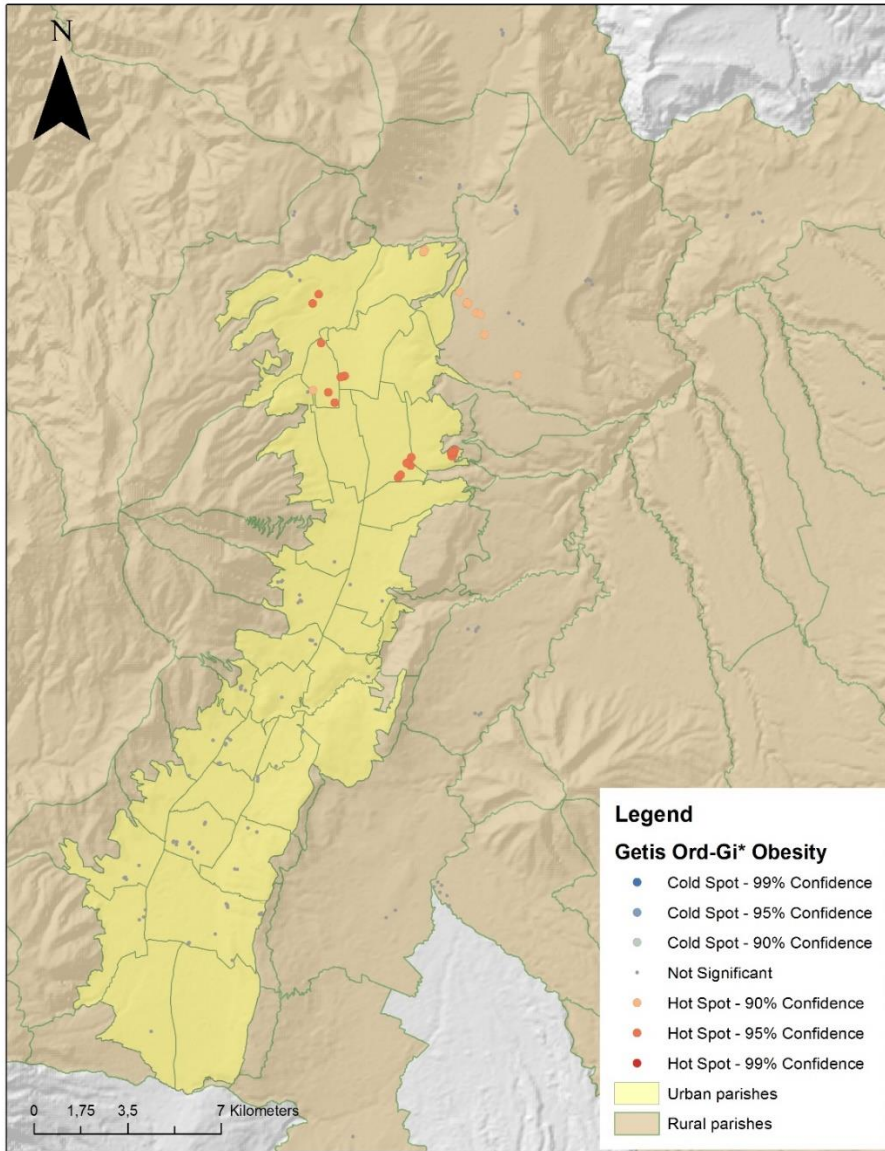 N
Legend
Getis Ord-Gi* Obesity
Cold Spot - 99% Confidence
Cold Spot - 95% Confidence
Cold Spot - 90% Confidence
Not Significant
Hot Spot - 90% Confidence
Hot Spot - 95% Confidence
Hot Spot - 99% Confidence
Urban parishes
Rural parishes
0 1,75 3,5 7 Kilometers